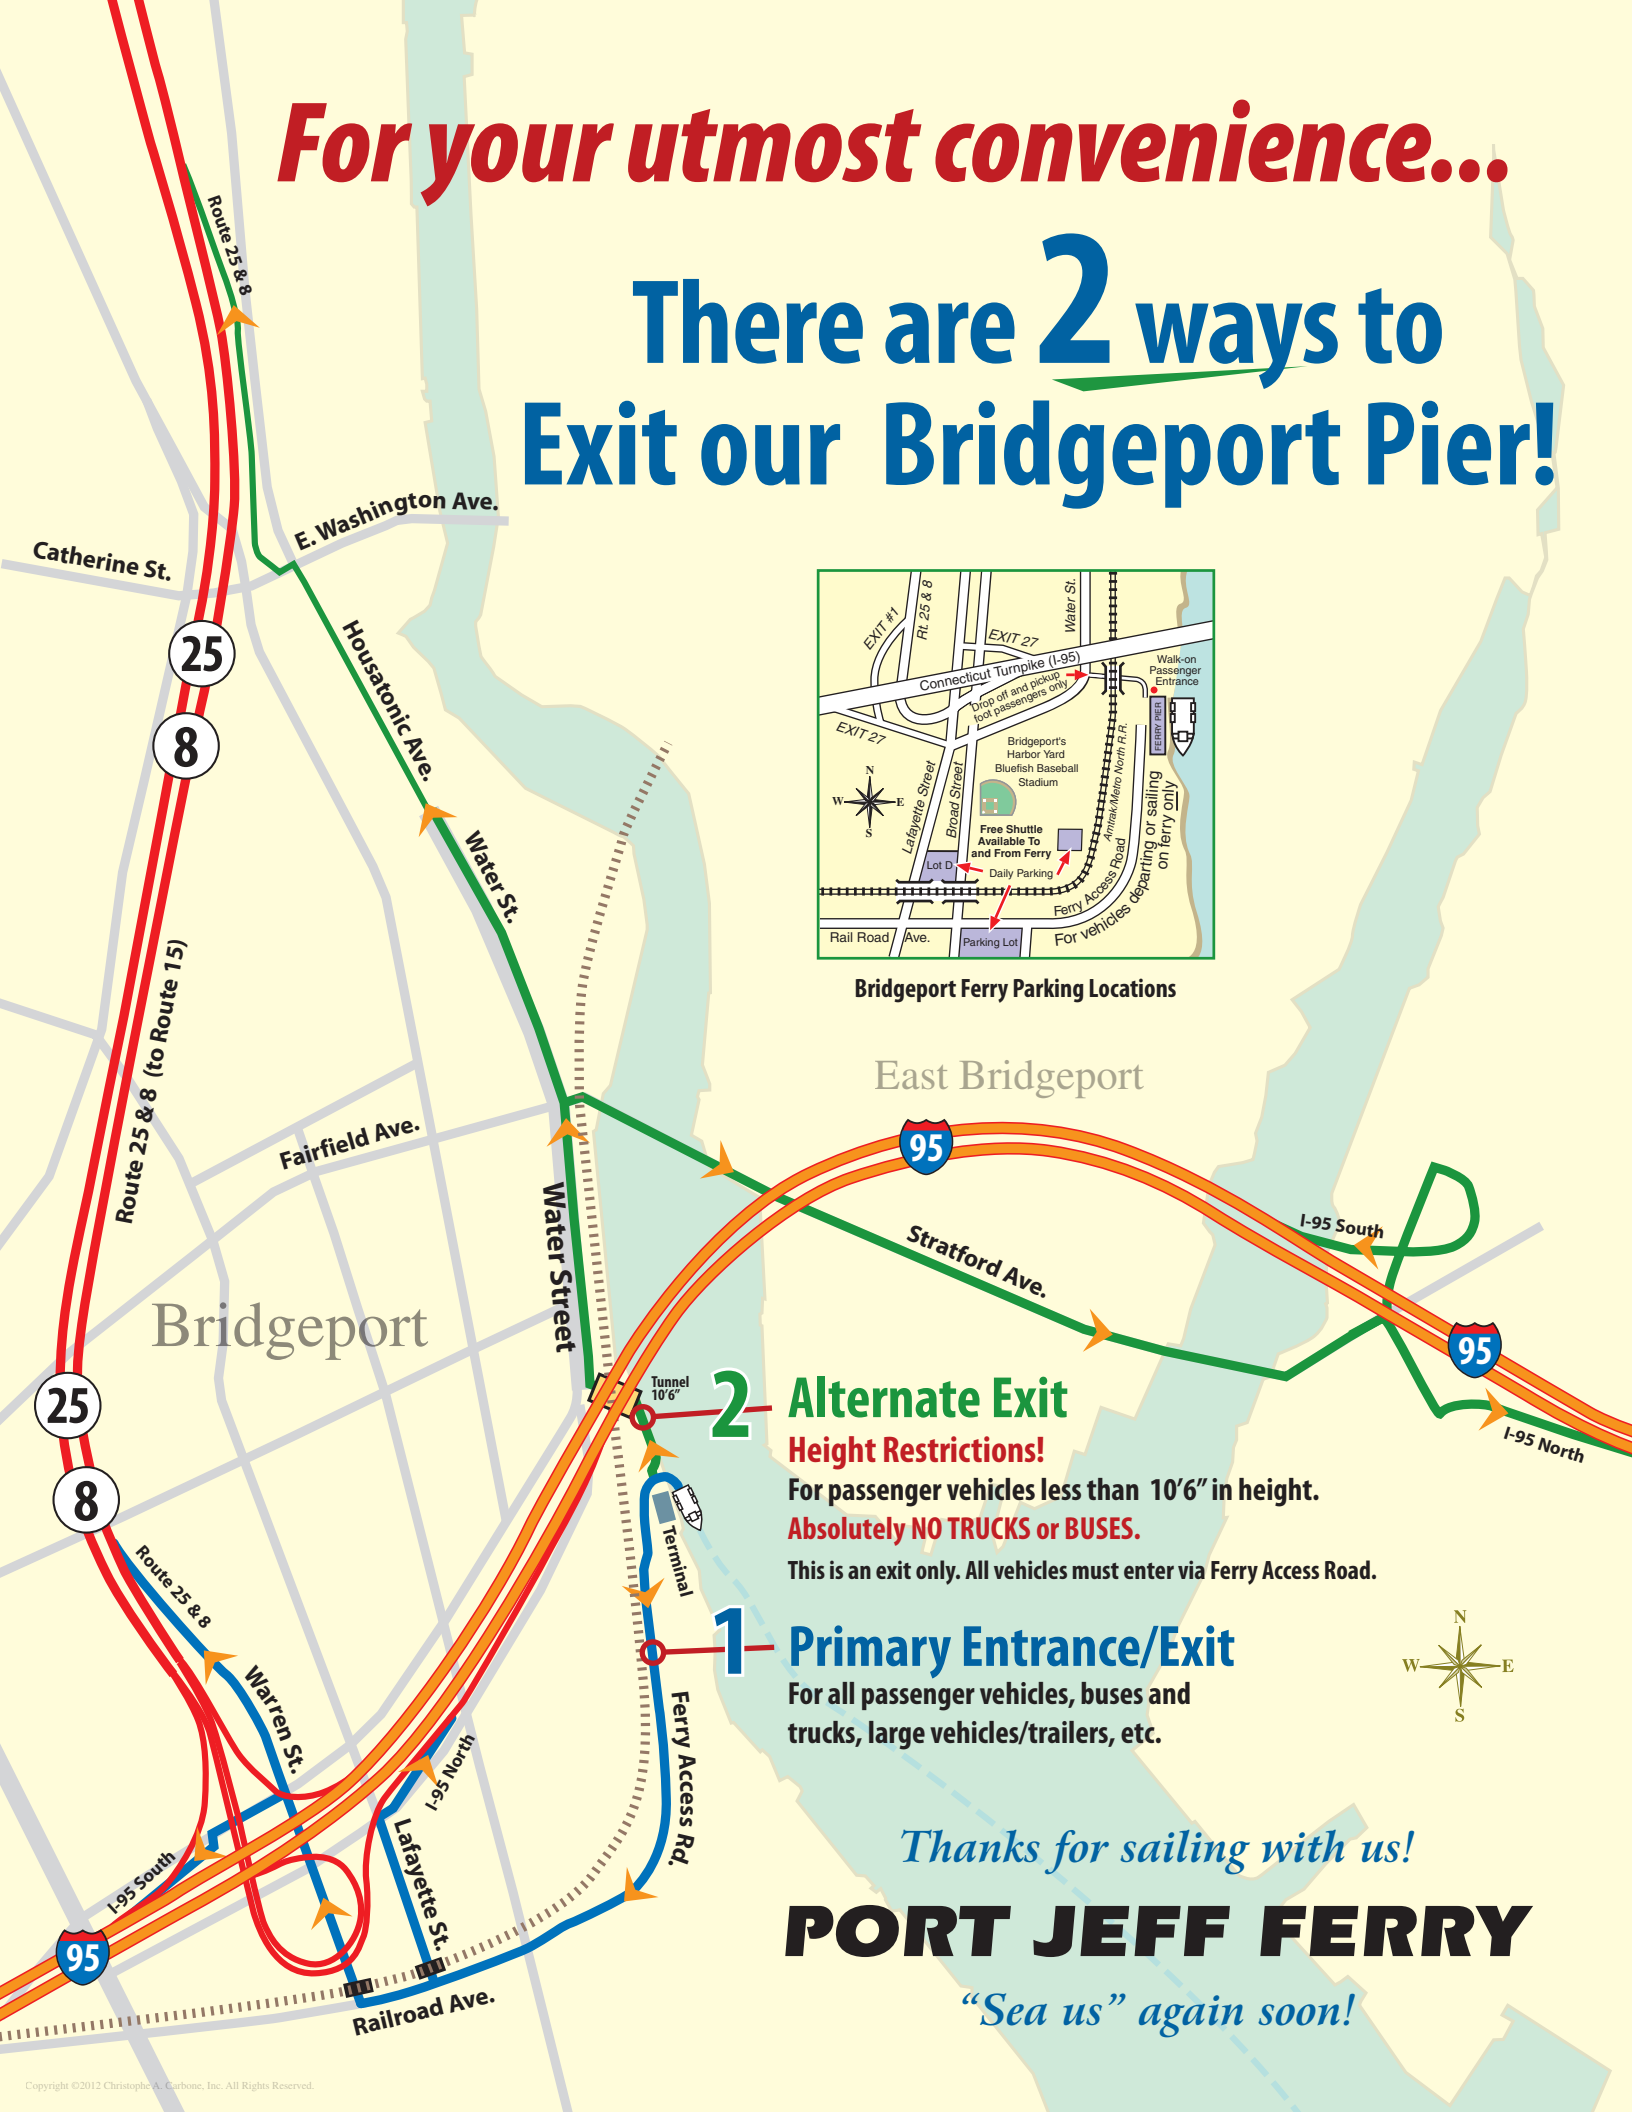 For your utmost convenience...
There are 2 ways to
Exit our Bridgeport Pier!
Route 25 & 8
E. Washington Ave.
Catherine St.
25
8
Housatonic Ave.
Water St.
Route 25 & 8 (to Route 15)
Fairfield Ave.
Water Street
Bridgeport
EXIT #1
Rt. 25 & 8
EXIT 27
Water St.
Connecticut Turnpike (I-95)
Drop off and pickup
foot passengers only
Walk-on
Passenger
Entrance
FERRY PIER
EXIT 27
Bridgeport's
Harbor Yard
Bluefish Baseball
Stadium
N
W
E
S
Lafayette Street
Broad Street
Amtrak/Metro North R.R.
Free Shuttle
Available To
and From Ferry
Lot D
Daily Parking
Ferry Access Road
For vehicles departing or sailing
on ferry only
Rail Road Ave.
Parking Lot
Bridgeport Ferry Parking Locations
East Bridgeport
95
Stratford Ave.
I-95 South
95
I-95 North
25
8
Tunnel
10'6"
2 Alternate Exit
Height Restrictions!
For passenger vehicles less than 10'6" in height.
Absolutely NO TRUCKS or BUSES.
This is an exit only. All vehicles must enter via Ferry Access Road.
Terminal
1 Primary Entrance/Exit
For all passenger vehicles, buses and
trucks, large vehicles/trailers, etc.
N
W
E
S
Route 25 & 8
Warren St.
I-95 North
Ferry Access Rd.
Lafayette St.
I-95 South
95
Railroad Ave.
Thanks for sailing with us!
PORT JEFF FERRY
“Sea us” again soon!
Copyright ©2012 Christophe A. Carbone, Inc. All Rights Reserved.